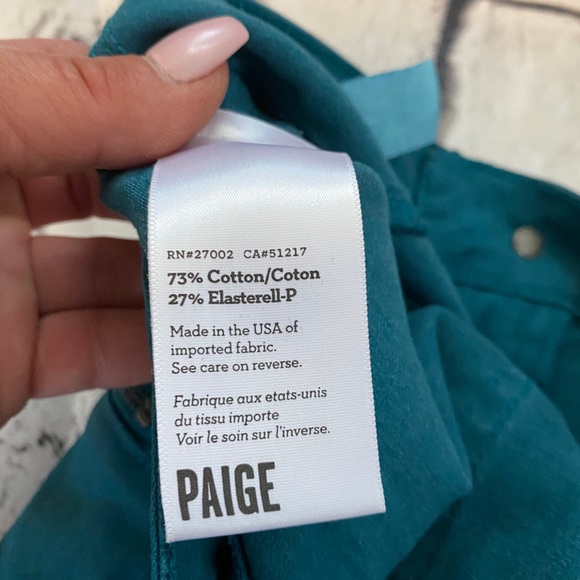 RN#27002 CA#51217
73% Cotton/Coton
27% Elasterell-P
Made in the USA of
imported fabric.
See care on reverse.
Fabrique aux etats-unis
du tissu importe
Voir le soin sur l'inverse.
PAIGE